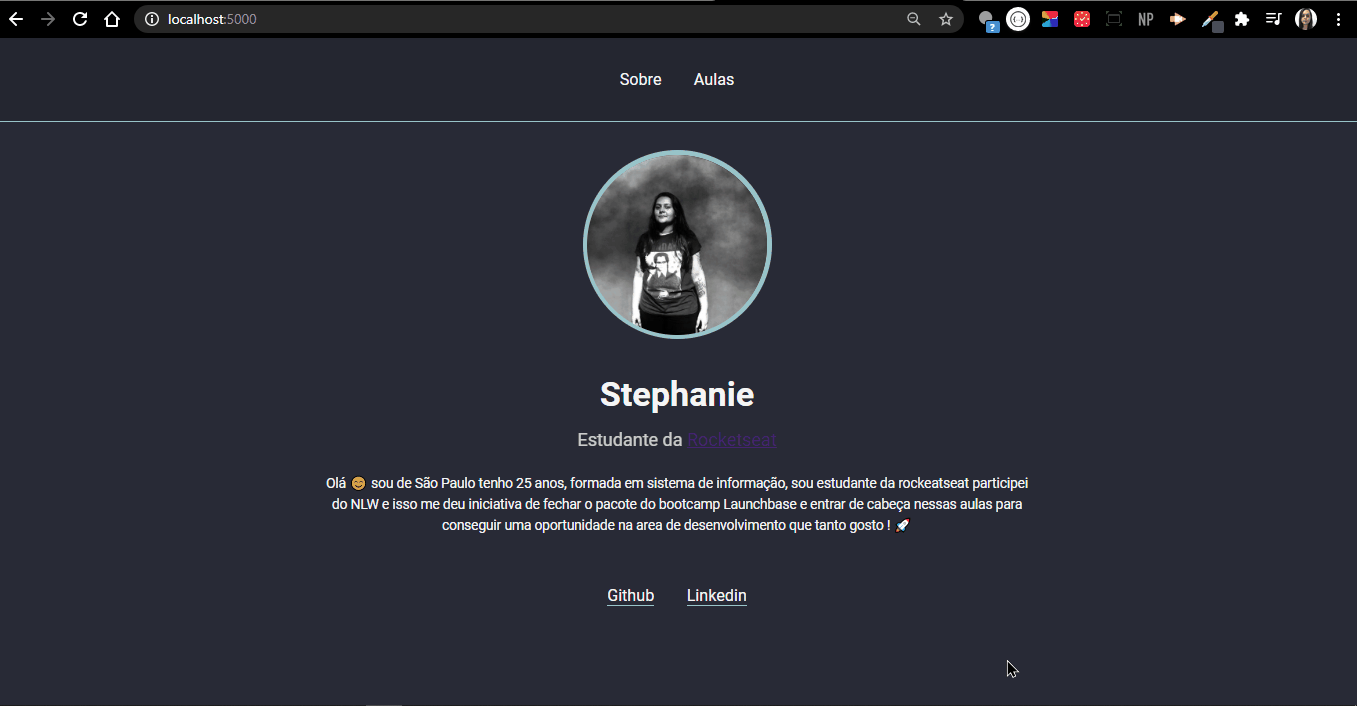 localhost:5000
NP
Sobre Aulas
Stephanie
Estudante da Rocketseat
Olá 😊 sou de São Paulo tenho 25 anos, formada em sistema de informação, sou estudante da rockeatseat participei
do NLW e isso me deu iniciativa de fechar o pacote do bootcamp Launchbase e entrar de cabeça nessas aulas para
conseguir uma oportunidade na area de desenvolvimento que tanto gosto ! 🚀
Github Linkedin